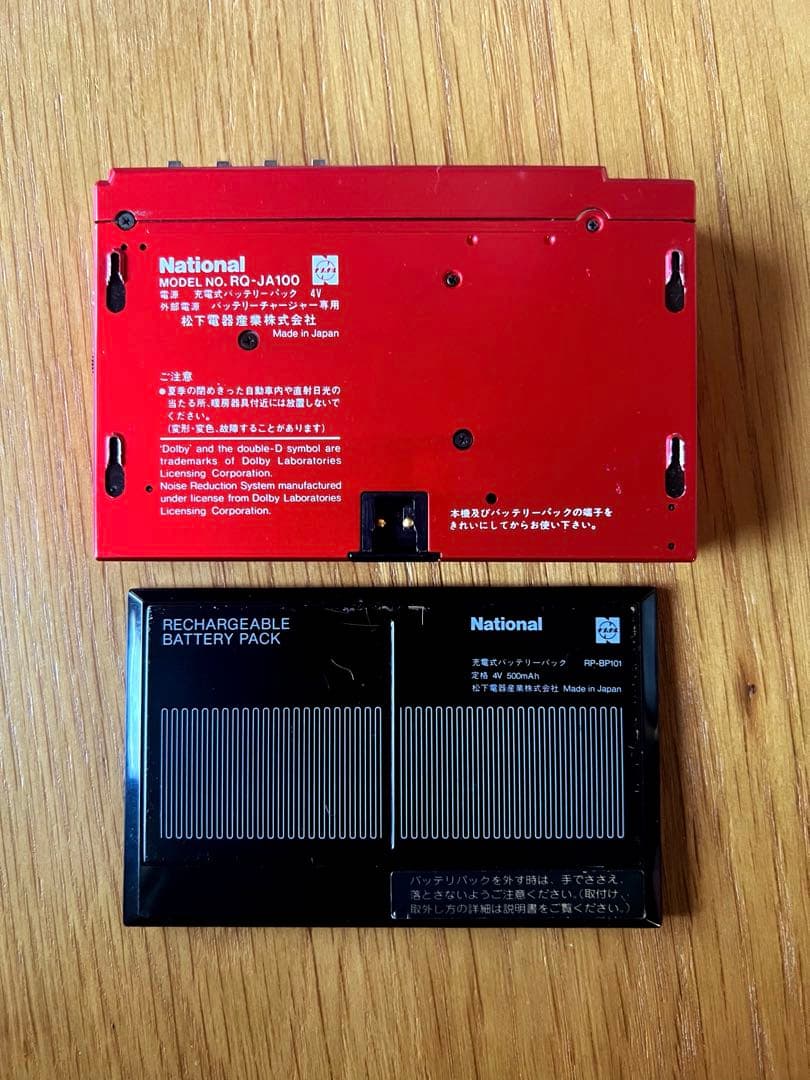 National
MODEL NO. RQ-JA100
電源 充電式バッテリーパック 4V
外部電源 バッテリーチャージャー専用
松下電器産業株式会社
Made in Japan
ご注意
●夏季の閉めきった自動車内や直射日光の
当たる所、暖房器具付近には放置しないで
ください。
(変形・変色、故障することがあります)
'Dolby' and the double-D symbol are
trademarks of Dolby Laboratories
Licensing Corporation.
Noise Reduction System manufactured
under license from Dolby Laboratories
Licensing Corporation.
本機及びバッテリーパックの端子を
きれいにしてからお使い下さい。
RECHARGEABLE
BATTERY PACK
National
充電式バッテリーパック RP-BP101
定格 4V 500mAh
松下電器産業株式会社 Made in Japan
バッテリパックを外す時は、手でささえ、
落とさないようご注意ください。(取付け、
取外し方の詳細は説明書をご覧ください。)